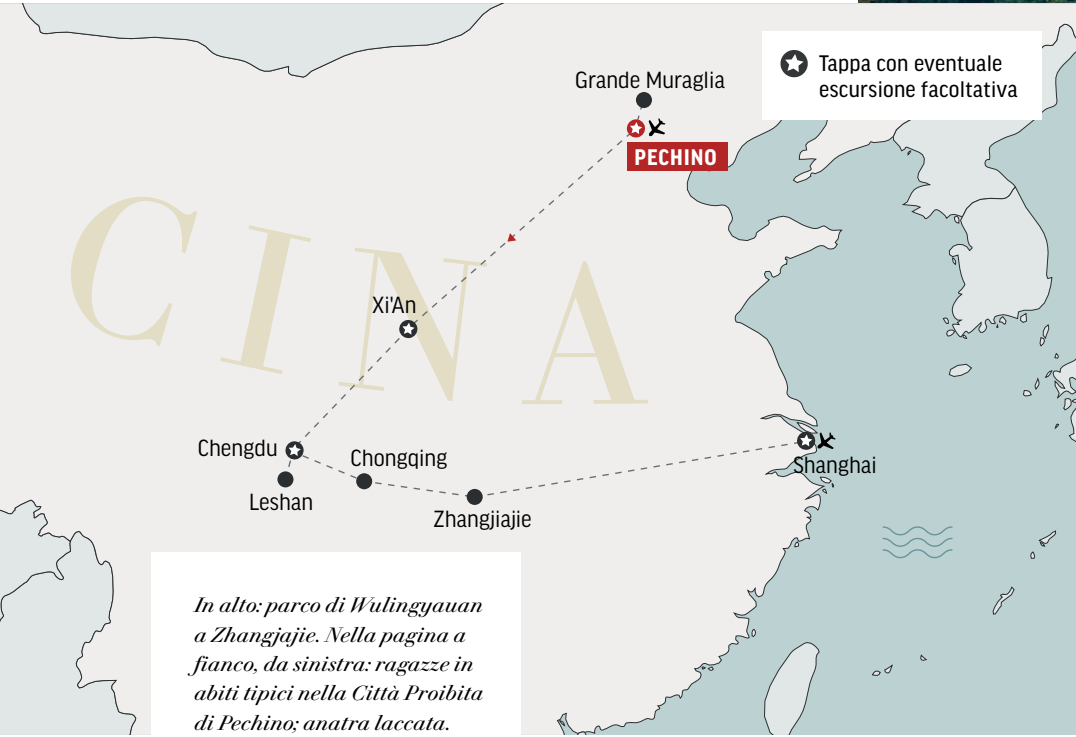 Tappa con eventuale
escursione facoltativa
Grande Muraglia
PECHINO
CINA
Xi'An
Chengdu
Chongqing
Leshan
Zhangjiajie
Shanghai
In alto: parco di Wulingyauan
a Zhangjajie. Nella pagina a
fianco, da sinistra: ragazze in
abiti tipici nella Città Proibita
di Pechino; anatra laccata.